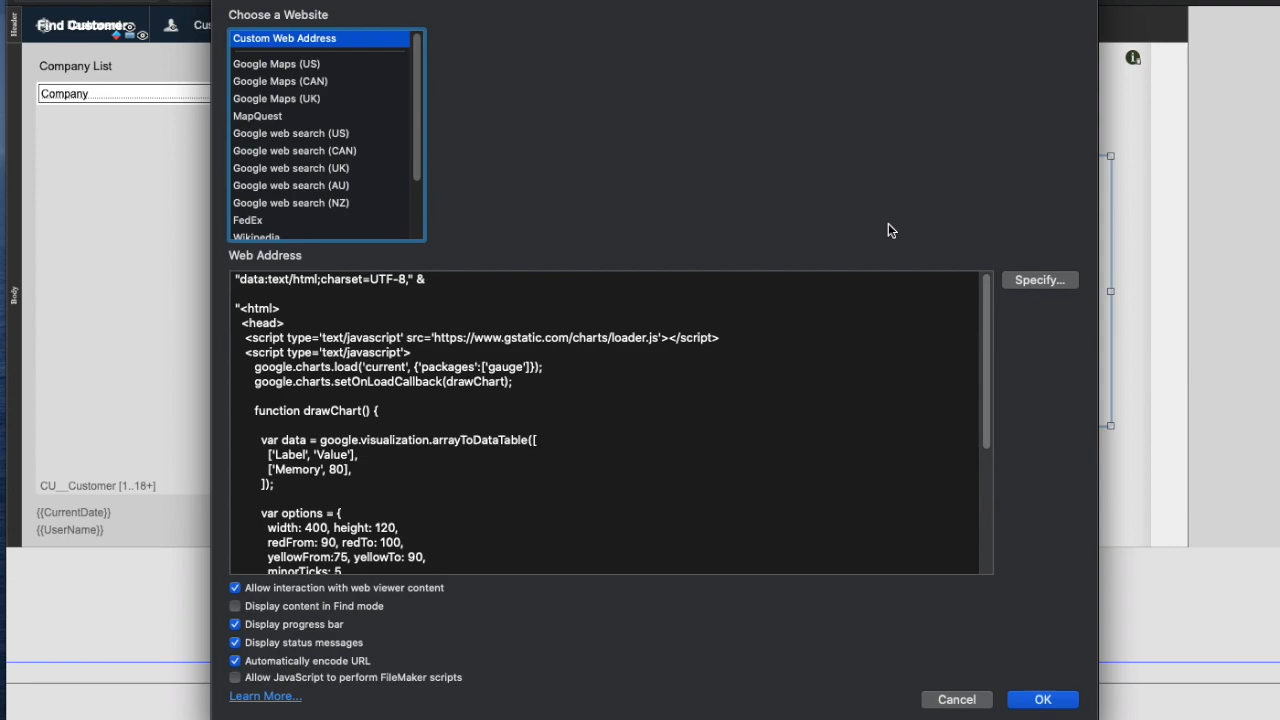 Choose a Website
Header
Find Customer
Cus
Custom Web Address
Company List
Google Maps (US)
Google Maps (CAN)
Company
Google Maps (UK)
MapQuest
Google web search (US)
Google web search (CAN)
Google web search (UK)
Google web search (AU)
Google web search (NZ)
FedEx
Wikipedia
Web Address
"data:text/html;charset=UTF-8," &
Specify...
Body
"<html>
<head>
<script type='text/javascript' src='https://www.gstatic.com/charts/loader.js'></script>
<script type='text/javascript'>
google.charts.load('current', {'packages':['gauge']});
google.charts.setOnLoadCallback(drawChart);
function drawChart() {
var data = google.visualization.arrayToDataTable([
['Label', 'Value'],
['Memory', 80],
]);
CU__Customer [1..18+]
{{CurrentDate}}
{{UserName}}
var options = {
width: 400, height: 120,
redFrom: 90, redTo: 100,
yellowFrom:75, yellowTo: 90,
minorTicks: 5
Allow interaction with web viewer content
Display content in Find mode
Display progress bar
Display status messages
Automatically encode URL
Allow JavaScript to perform FileMaker scripts
Learn More...
Cancel
OK